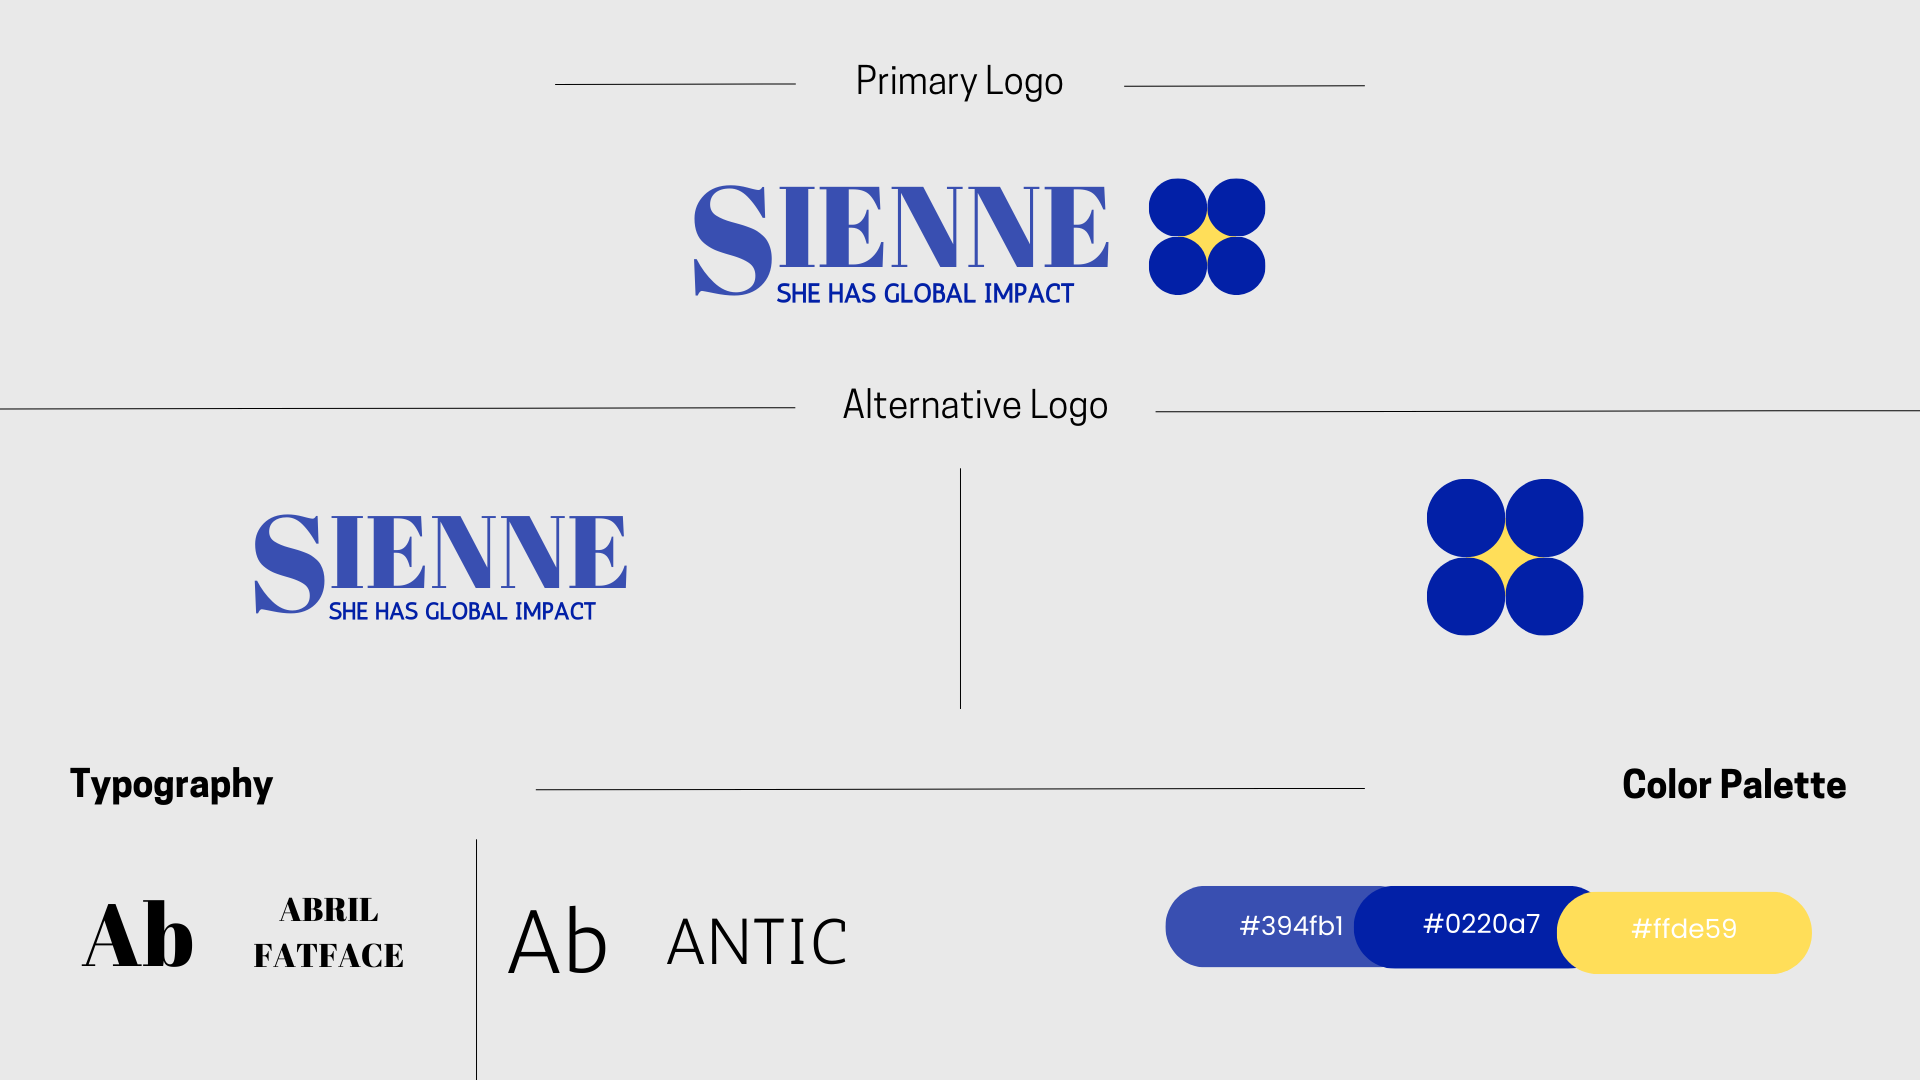 Primary Logo
SIENNE
SHE HAS GLOBAL IMPACT
Alternative Logo
SIENNE
SHE HAS GLOBAL IMPACT
Typography
Color Palette
Ab
ABRIL
FATFACE
Ab
ANTIC
#394fb1
#0220a7
#ffde59